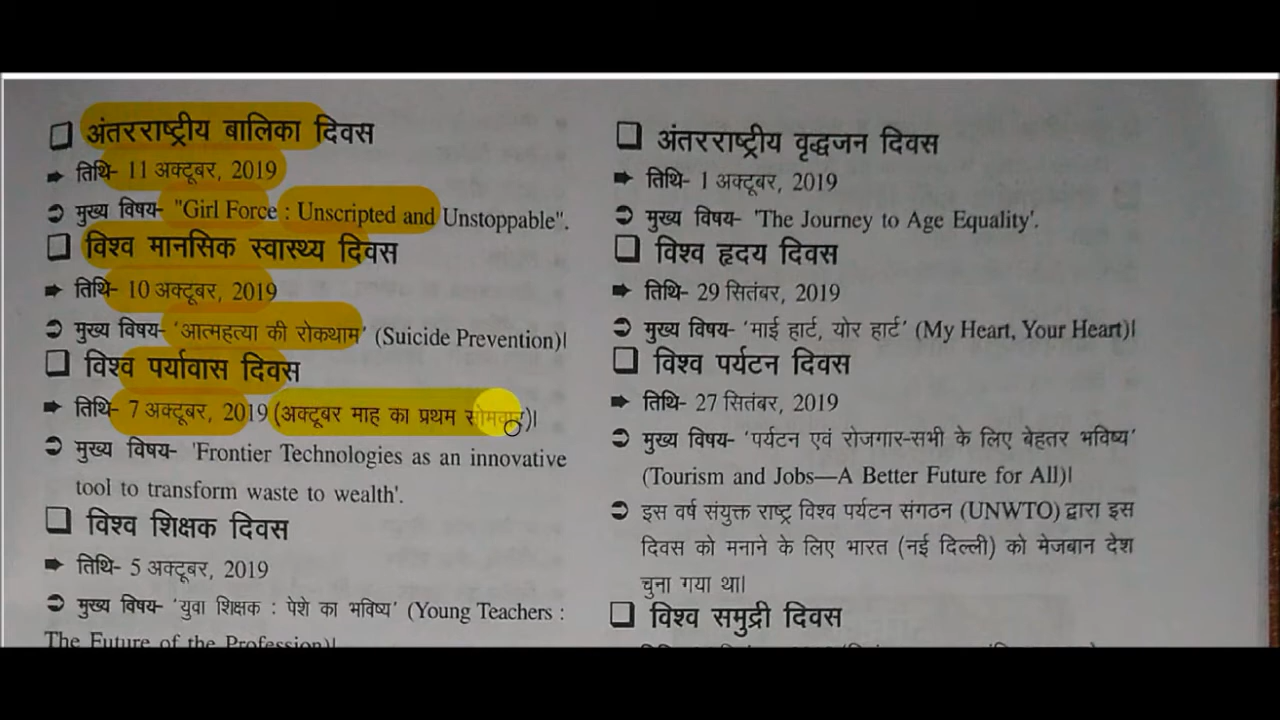 ❑ अंतरराष्ट्रीय बालिका दिवस
➡ तिथि- 11 अक्टूबर, 2019
➲ मुख्य विषय- "Girl Force : Unscripted and Unstoppable".
❑ विश्व मानसिक स्वास्थ्य दिवस
➡ तिथि- 10 अक्टूबर, 2019
➲ मुख्य विषय- 'आत्महत्या की रोकथाम' (Suicide Prevention)।
❑ विश्व पर्यावास दिवस
➡ तिथि- 7 अक्टूबर, 2019 (अक्टूबर माह का प्रथम सोमवार)।
➲ मुख्य विषय- 'Frontier Technologies as an innovative
tool to transform waste to wealth'.
❑ विश्व शिक्षक दिवस
➡ तिथि- 5 अक्टूबर, 2019
➲ मुख्य विषय- 'युवा शिक्षक : पेशे का भविष्य' (Young Teachers :
The Future of the Profession)।
❑ अंतरराष्ट्रीय वृद्धजन दिवस
➡ तिथि- 1 अक्टूबर, 2019
➲ मुख्य विषय- 'The Journey to Age Equality'.
❑ विश्व हृदय दिवस
➡ तिथि- 29 सितंबर, 2019
➲ मुख्य विषय- 'माई हार्ट, योर हार्ट' (My Heart, Your Heart)।
❑ विश्व पर्यटन दिवस
➡ तिथि- 27 सितंबर, 2019
➲ मुख्य विषय- 'पर्यटन एवं रोजगार-सभी के लिए बेहतर भविष्य'
(Tourism and Jobs—A Better Future for All)।
➲ इस वर्ष संयुक्त राष्ट्र विश्व पर्यटन संगठन (UNWTO) द्वारा इस
दिवस को मनाने के लिए भारत (नई दिल्ली) को मेजबान देश
चुना गया था।
❑ विश्व समुद्री दिवस